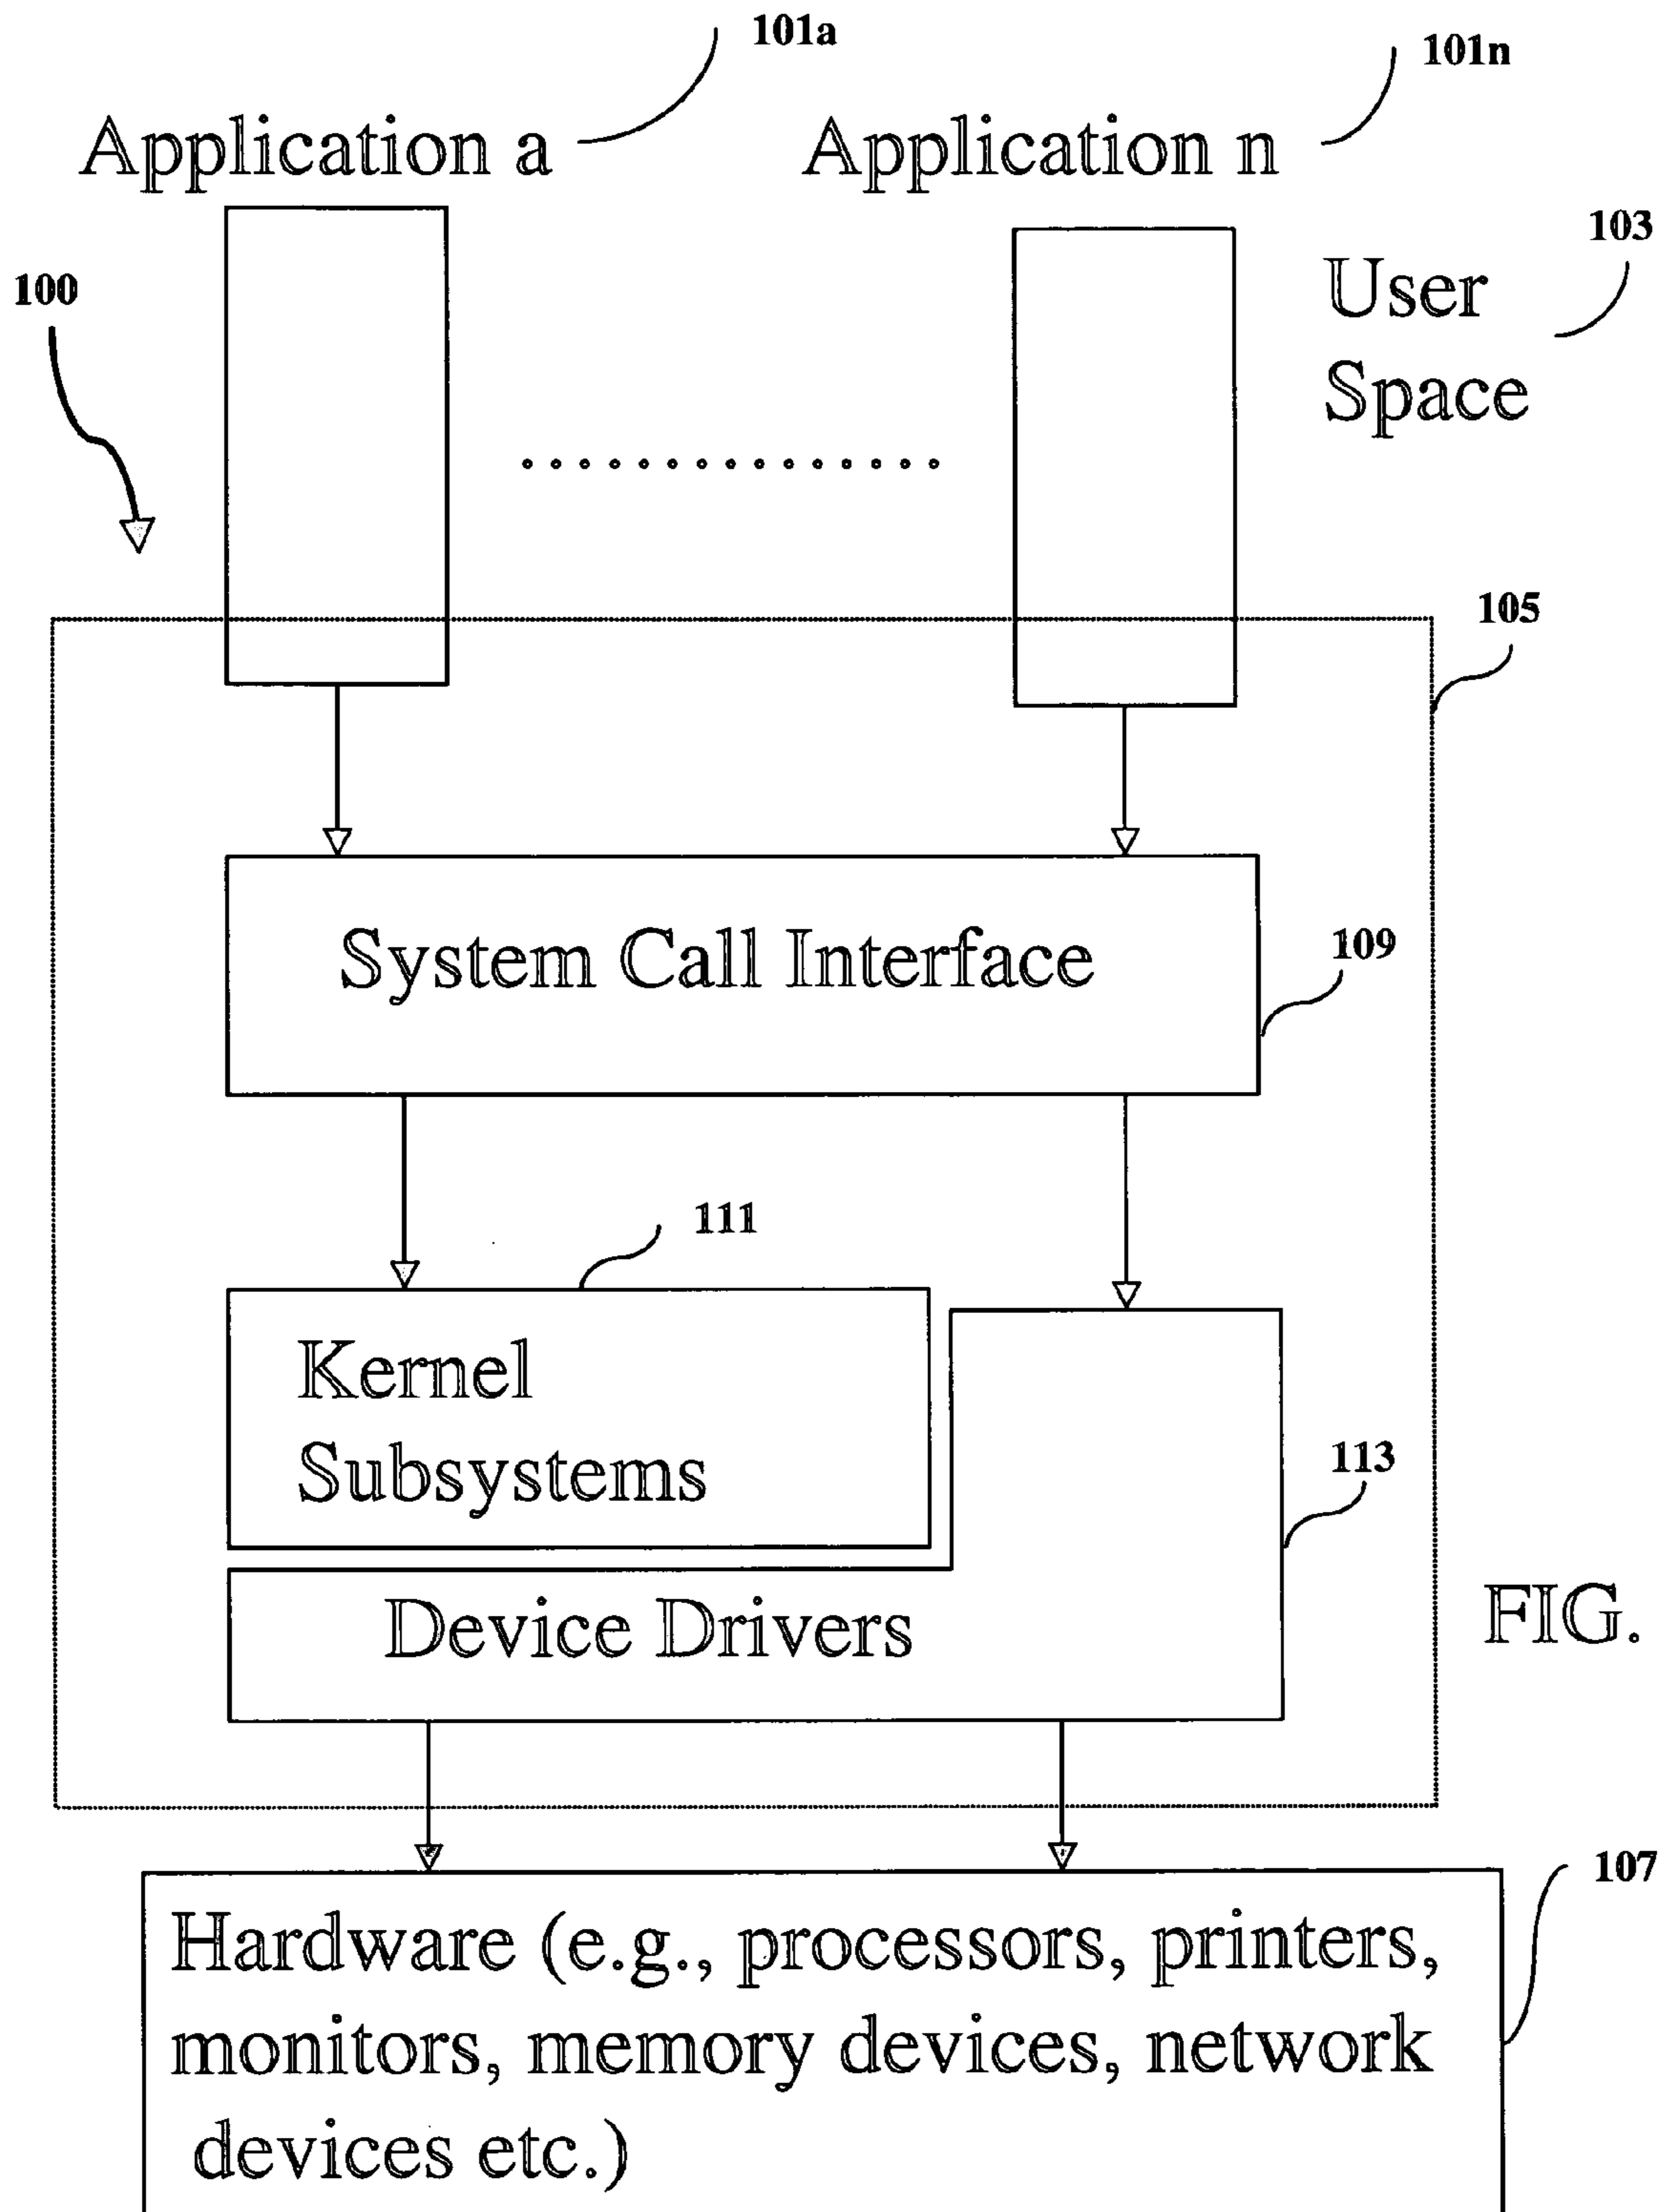 101a
101n
Application a
Application n
103
User
Space
100
105
System Call Interface
109
111
Kernel
Subsystems
113
Device Drivers
FIG.
107
Hardware (e.g., processors, printers,
monitors, memory devices, network
devices etc.)